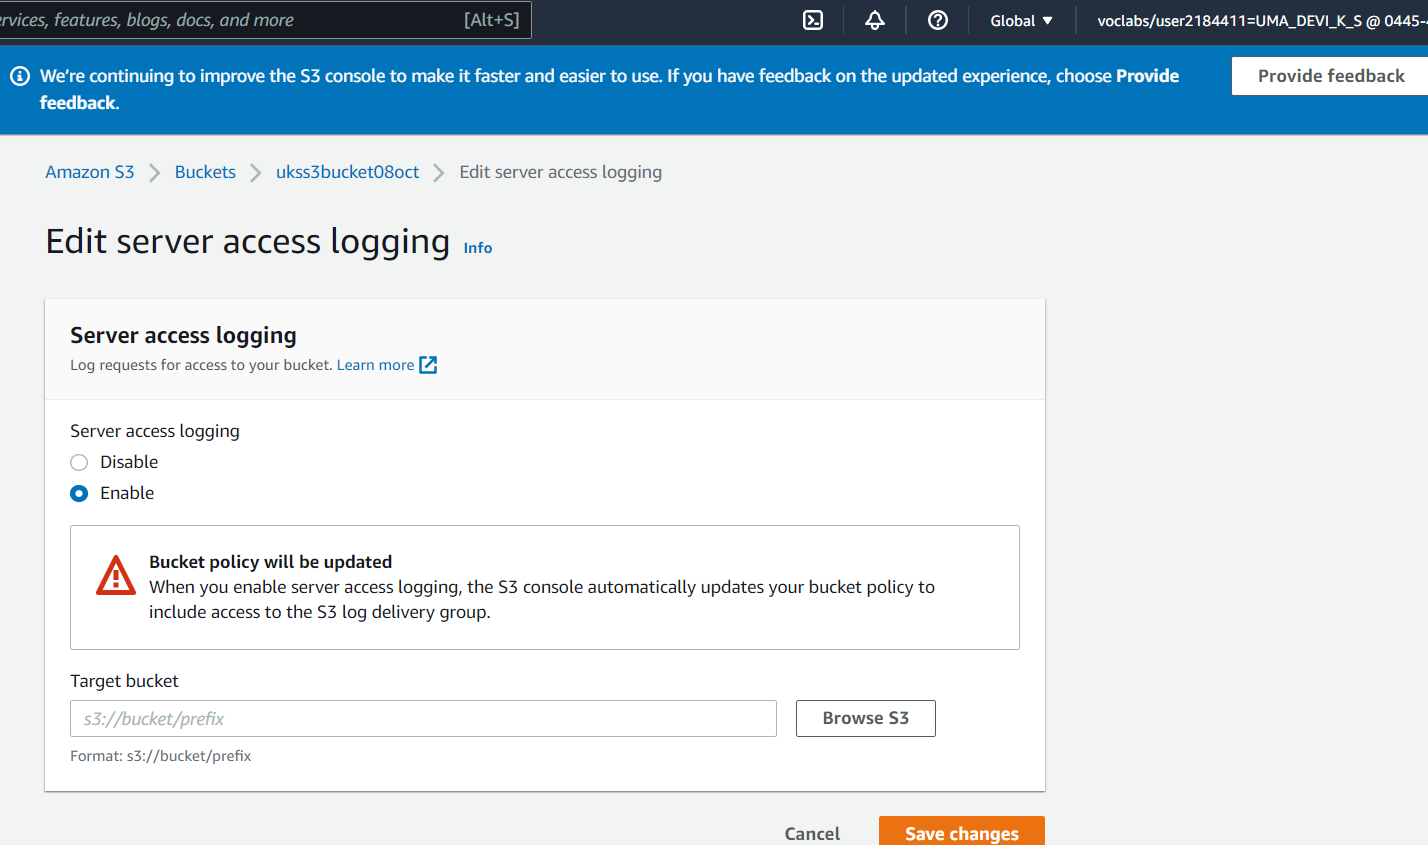 services, features, blogs, docs, and more [Alt+S] Global ▼ voclabs/user2184411=UMA_DEVI_K_S @ 0445-
We're continuing to improve the S3 console to make it faster and easier to use. If you have feedback on the updated experience, choose Provide
feedback.
Provide feedback
Amazon S3 > Buckets > ukss3bucket08oct > Edit server access logging
Edit server access logging Info
Server access logging
Log requests for access to your bucket. Learn more
Server access logging
Disable
Enable
Bucket policy will be updated
When you enable server access logging, the S3 console automatically updates your bucket policy to
include access to the S3 log delivery group.
Target bucket
s3://bucket/prefix
Browse S3
Format: s3://bucket/prefix
Cancel
Save changes